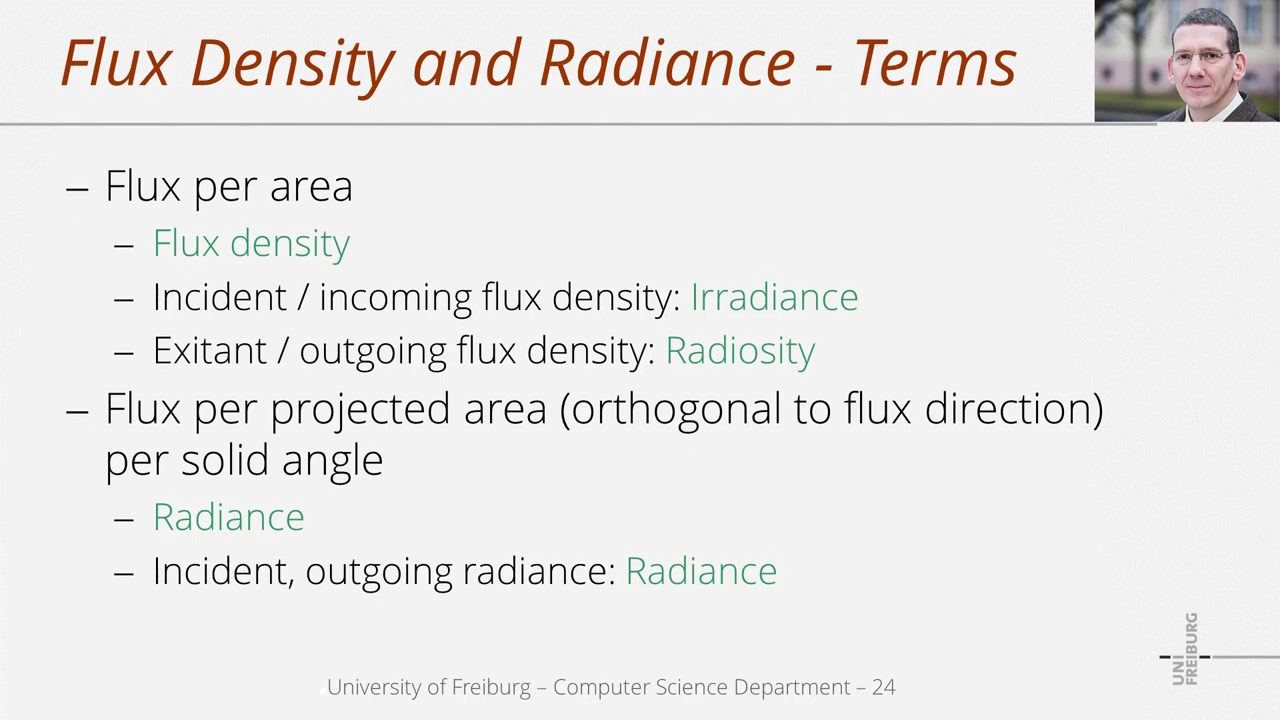 Flux Density and Radiance - Terms
– Flux per area
– Flux density
– Incident / incoming flux density: Irradiance
– Exitant / outgoing flux density: Radiosity
– Flux per projected area (orthogonal to flux direction)
per solid angle
– Radiance
– Incident, outgoing radiance: Radiance
UNI
FREIBURG
University of Freiburg – Computer Science Department – 24